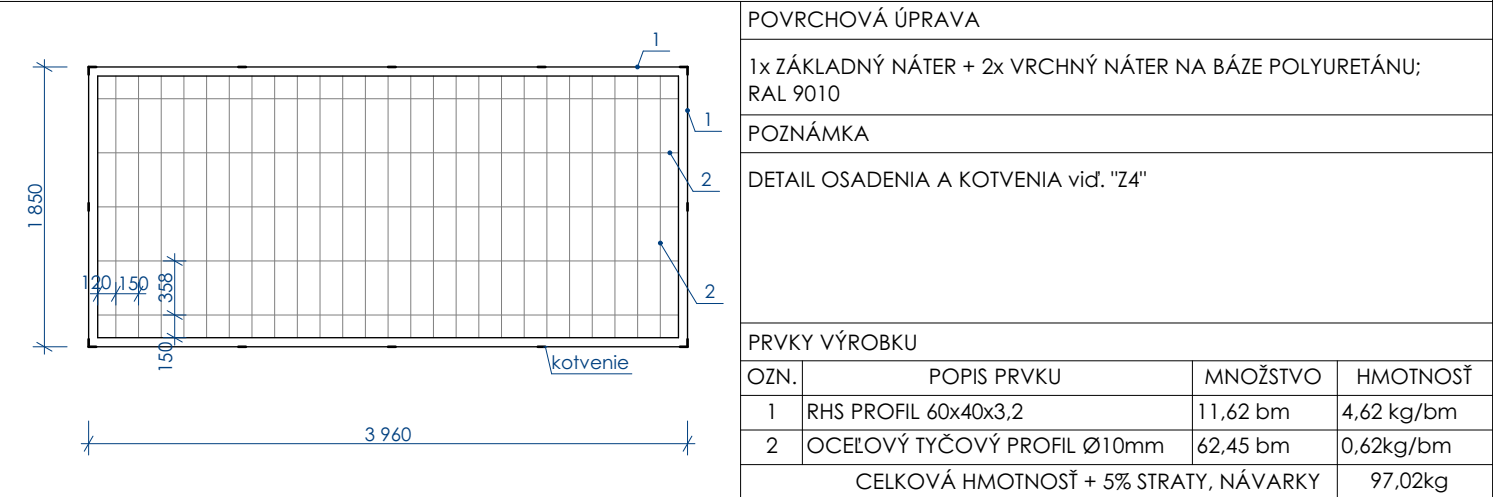 1
1
2
2
1 850
120
150
358
150
kotvenie
3 960
POVRCHOVÁ ÚPRAVA
1x ZÁKLADNÝ NÁTER + 2x VRCHNÝ NÁTER NA BÁZE POLYURETÁNU;
RAL 9010
POZNÁMKA
DETAIL OSADENIA A KOTVENIA viď. "Z4"
PRVKY VÝROBKU
OZN. POPIS PRVKU MNOŽSTVO HMOTNOSŤ
1 RHS PROFIL 60x40x3,2 11,62 bm 4,62 kg/bm
2 OCEĽOVÝ TYČOVÝ PROFIL Ø10mm 62,45 bm 0,62kg/bm
CELKOVÁ HMOTNOSŤ + 5% STRATY, NÁVARKY 97,02kg